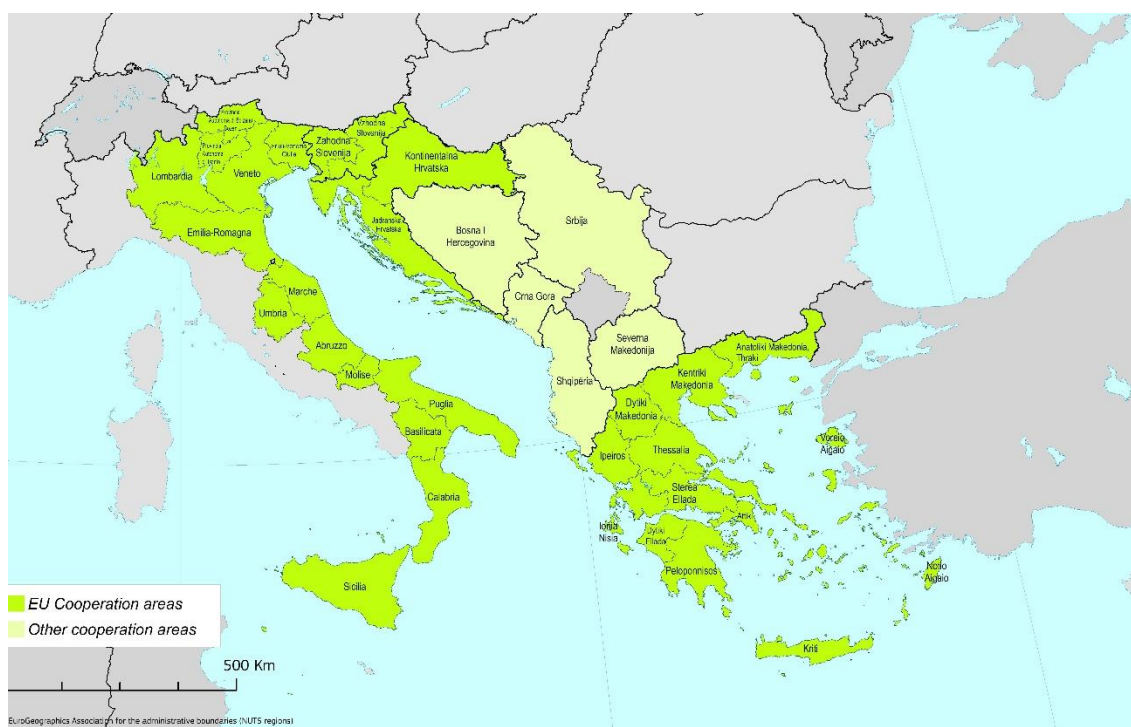 Vzhodna
Slovenija
Zahodna
Slovenija
Kontinentalna
Hrvatska
Lombardia
Veneto
Emilia-Romagna
Jadranska
Hrvatska
Bosna I
Hercegovina
Srbija
Marche
Umbria
Crna Gora
Abruzzo
Molise
Severna
Makedonija
Anatoliki Makedonia,
Thraki
Kentriki
Makedonia
Shqipëria
Dytiki
Makedonia
Puglia
Basilicata
Ipeiros
Thessalia
Voreio
Aigaio
Calabria
Sterea
Ellada
Attiki
Ionia
Nisia
Dytiki
Ellada
Peloponnisos
Notio
Aigaio
Sicilia
Kriti
EU Cooperation areas
Other cooperation areas
500 Km
EuroGeographics Association for the administrative boundaries (NUTS regions)